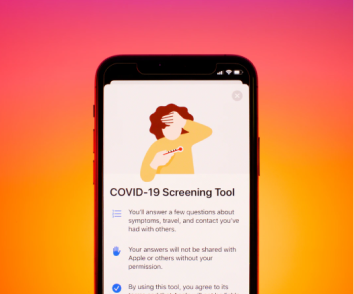 COVID-19 Screening Tool
You'll answer a few questions about
symptoms, travel, and contact you've
had with others.
Your answers will not be shared with
Apple or others without your
permission.
By using this tool, you agree to its